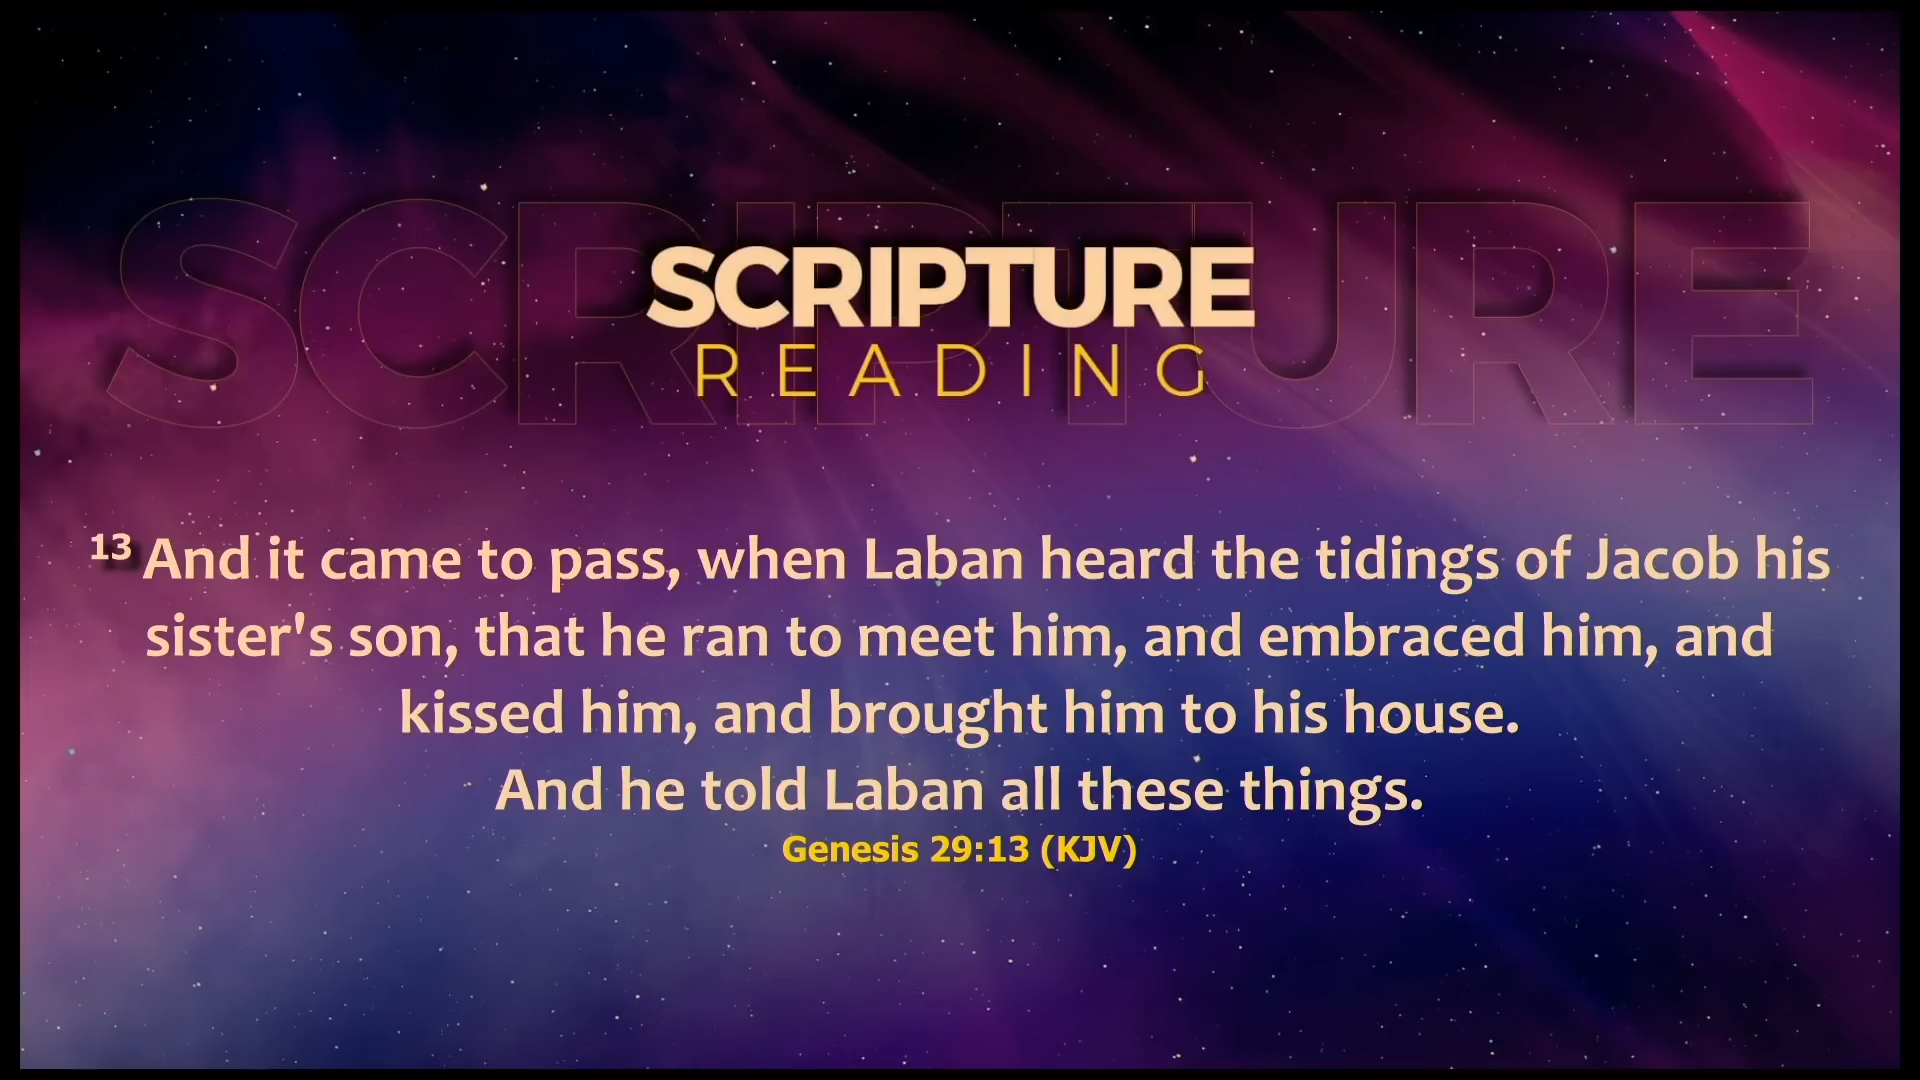 SCRIPTURE
SCRIPTURE
READING
13 And it came to pass, when Laban heard the tidings of Jacob his
sister's son, that he ran to meet him, and embraced him, and
kissed him, and brought him to his house.
And he told Laban all these things.
Genesis 29:13 (KJV)